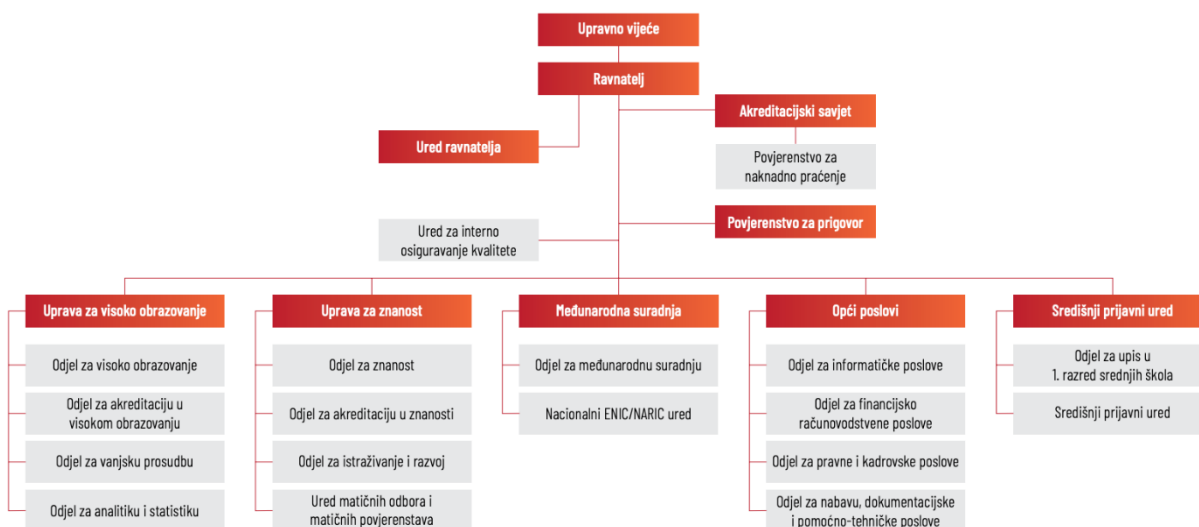 Upravno vijeće
Ravnatelj
Akreditacijski savjet
Ured ravnatelja
Povjerenstvo za
naknadno praćenje
Povjerenstvo za prigovor
Ured za interno
osiguravanje kvalitete
Uprava za visoko obrazovanje
Odjel za visoko obrazovanje
Odjel za akreditaciju u
visokom obrazovanju
Odjel za vanjsku prosudbu
Odjel za analitiku i statistiku
Uprava za znanost
Odjel za znanost
Odjel za akreditaciju u znanosti
Odjel za istraživanje i razvoj
Ured matičnih odbora i
matičnih povjerenstava
Međunarodna suradnja
Odjel za međunarodnu suradnju
Nacionalni ENIC/NARIC ured
Opći poslovi
Odjel za informatičke poslove
Odjel za financijsko
računovodstvene poslove
Odjel za pravne i kadrovske poslove
Odjel za nabavu, dokumentacijske
i pomoćno-tehničke poslove
Središnji prijavni ured
Odjel za upis u
1. razred srednjih škola
Središnji prijavni ured